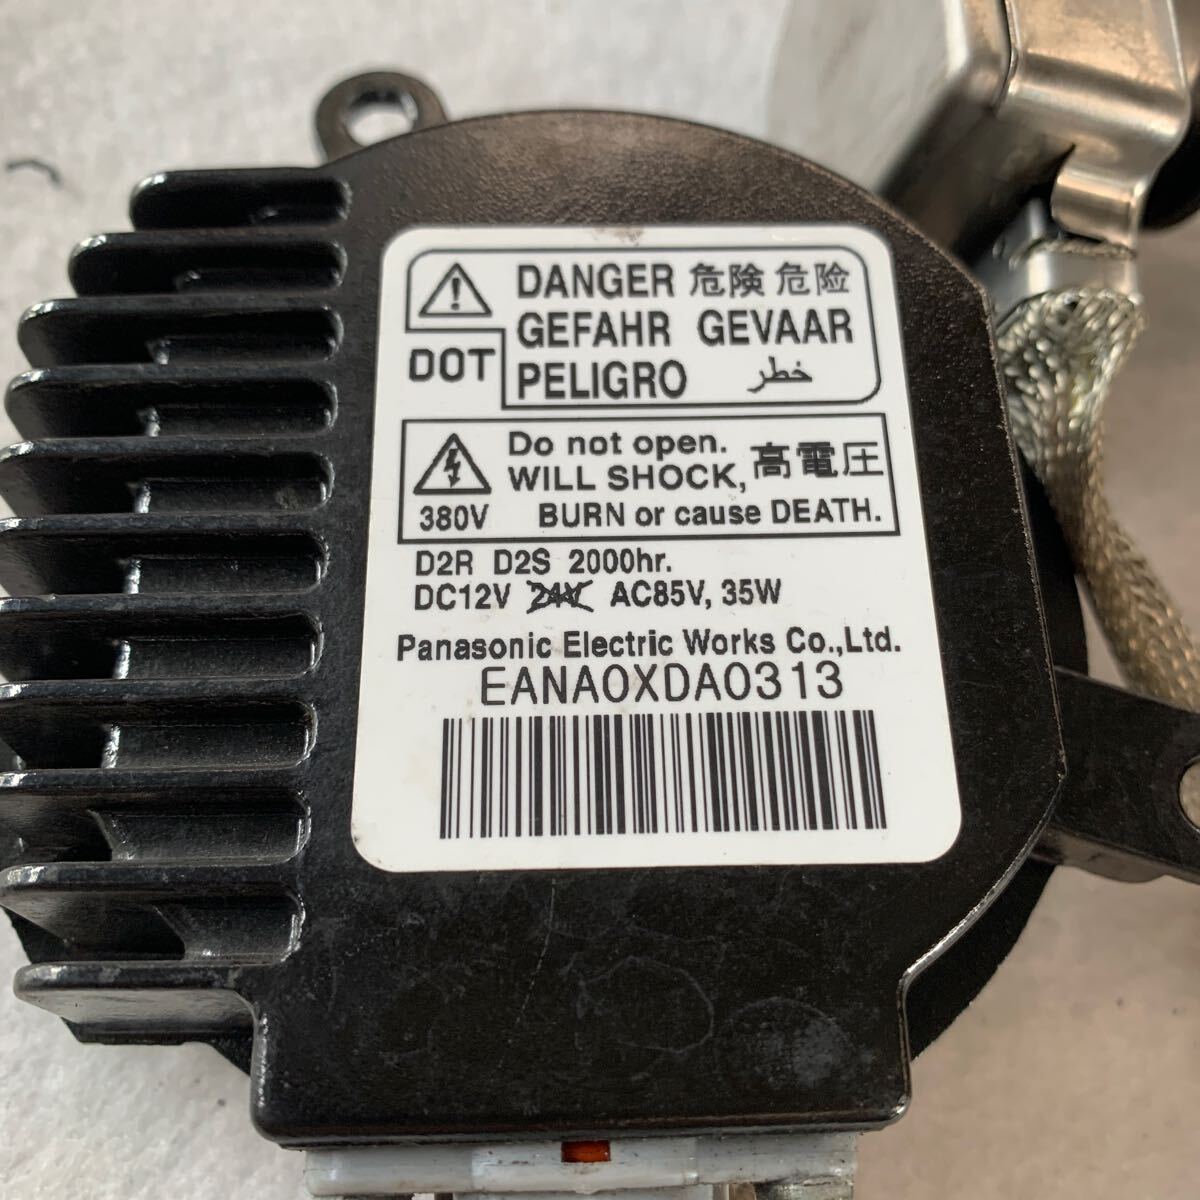 DANGER 危険 危险
GEFAHR GEVAAR
DOT
PELIGRO خطر
Do not open.
WILL SHOCK, 高電圧
380V BURN or cause DEATH.
D2R D2S 2000hr.
DC12V 24V AC85V, 35W
Panasonic Electric Works Co.,Ltd.
EANA0XDA0313